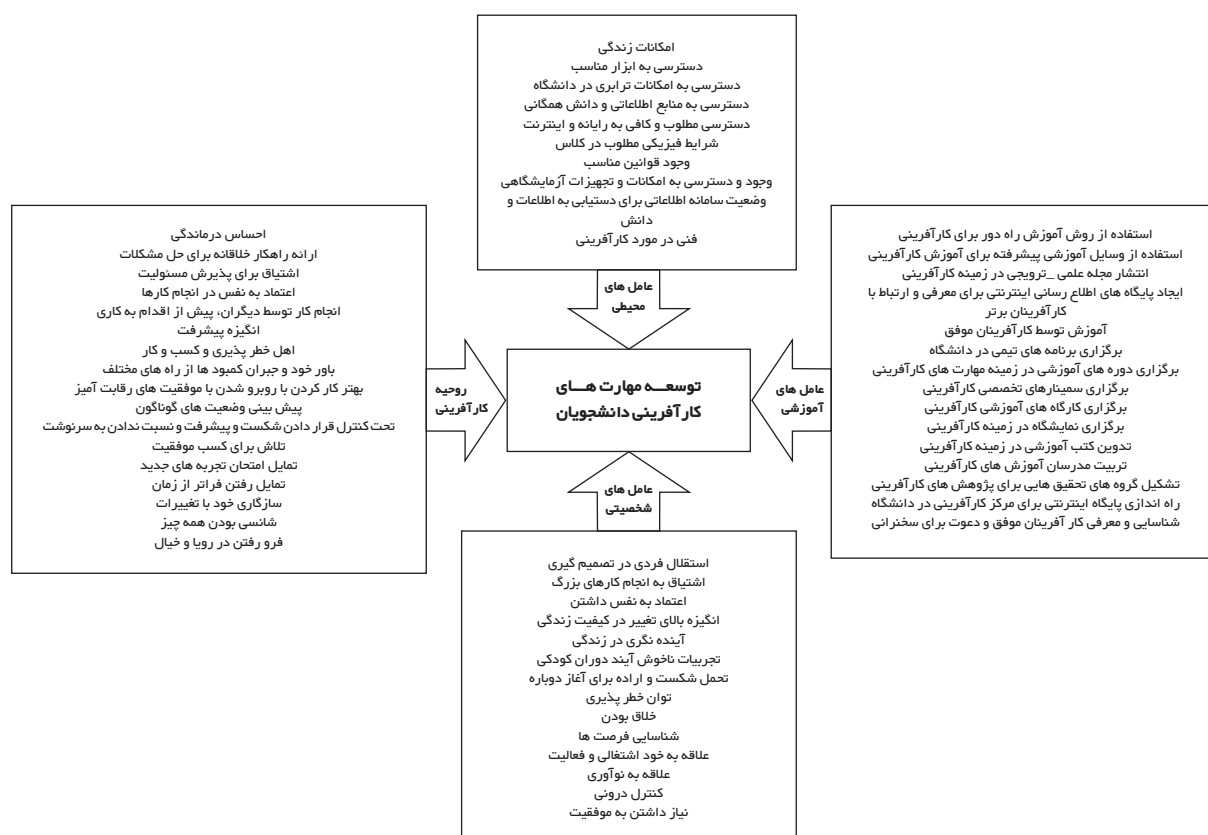 امکانات زندگی
دسترسی به ابزار مناسب
دسترسی به امکانات ترابری در دانشگاه
دسترسی به منابع اطلاعاتی و دانش همگانی
دسترسی مطلوب و کافی به رایانه و اینترنت
شرایط فیزیکی مطلوب در کلاس
وجود قوانین مناسب
وجود و دسترسی به امکانات و تجهیزات آزمایشگاهی
وضعیت سامانه اطلاعاتی برای دستیابی به اطلاعات و
دانش
فنی در مورد کارآفرینی
عامل های
محیطی
استفاده از روش آموزش راه دور برای کارآفرینی
استفاده از وسایل آموزشی پیشرفته برای آموزش کارآفرینی
انتشار مجله علمی _ترویجی در زمینه کارآفرینی
ایجاد پایگاه های اطلاع رسانی اینترنتی برای معرفی و ارتباط با
کارآفرینان برتر
آموزش توسط کارآفرینان موفق
برگزاری برنامه های تیمی در دانشگاه
برگزاری دوره های آموزشی در زمینه مهارت های کارآفرینی
برگزاری سمینارهای تخصصی کارآفرینی
برگزاری کارگاه های آموزشی کارآفرینی
برگزاری نمایشگاه در زمینه کارآفرینی
تدوین کتب آموزشی در زمینه کارآفرینی
تربیت مدرسان آموزش های کارآفرینی
تشکیل گروه های تحقیق هایی برای پژوهش های کارآفرینی
راه اندازی پایگاه اینترنتی برای مرکز کارآفرینی در دانشگاه
شناسایی و معرفی کار آفرینان موفق و دعوت برای سخنرانی
عامل های
آموزشی
توسعــه مهارت هــای
کارآفرینی دانشجویان
روحیه
کارآفرینی
احساس درماندگی
ارائه راهکار خلاقانه برای حل مشکلات
اشتیاق برای پذیرش مسئولیت
اعتماد به نفس در انجام کارها
انجام کار توسط دیگران، پیش از اقدام به کاری
انگیزه پیشرفت
اهل خطر پذیری و کسب و کار
باور خود و جبران کمبود ها از راه های مختلف
بهتر کار کردن با روبرو شدن با موفقیت های رقابت آمیز
پیش بینی وضعیت های گوناگون
تحت کنترل قرار دادن شکست و پیشرفت و نسبت ندادن به سرنوشت
تلاش برای کسب موفقیت
تمایل امتحان تجربه های جدید
تمایل رفتن فراتر از زمان
سازگاری خود با تغییرات
شانسی بودن همه چیز
فرو رفتن در رویا و خیال
عامل های
شخصیتی
استقلال فردی در تصمیم گیری
اشتیاق به انجام کارهای بزرگ
اعتماد به نفس داشتن
انگیزه بالای تغییر در کیفیت زندگی
آینده نگری در زندگی
تجربیات ناخوش آیند دوران کودکی
تحمل شکست و اراده برای آغاز دوباره
توان خطر پذیری
خلاق بودن
شناسایی فرصت ها
علاقه به خود اشتغالی و فعالیت
علاقه به نوآوری
کنترل درونی
نیاز داشتن به موفقیت